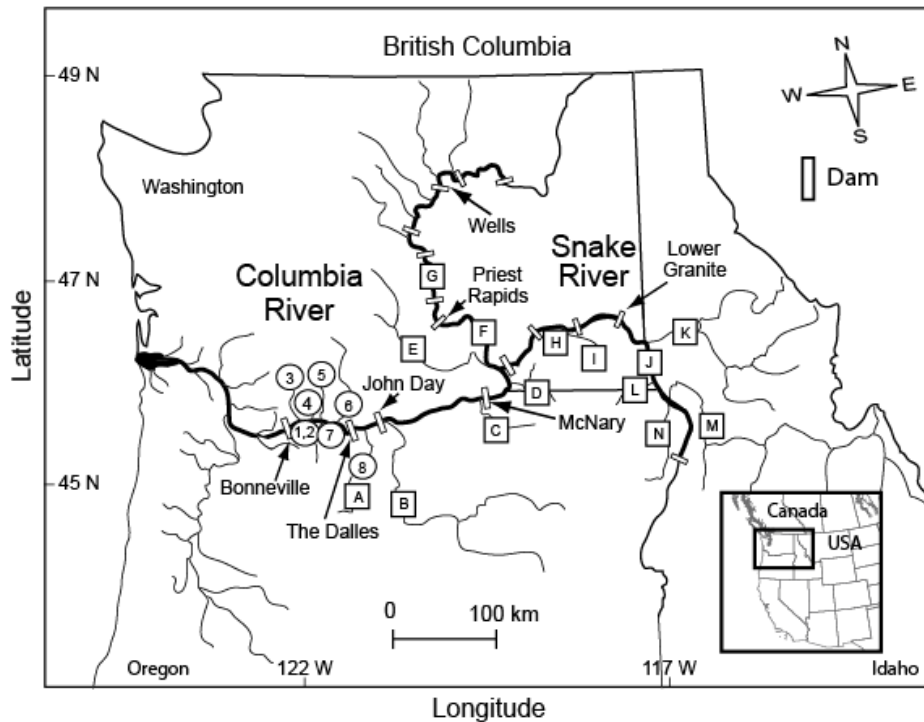 British Columbia
49 N
N
W
E
S
Dam
Washington
Wells
Columbia
River
Snake
River
Lower
Granite
47 N
Latitude
G
Priest
Rapids
F
E
H
I
K
J
3
5
4
6
John Day
D
L
1,2
7
McNary
C
N
M
Bonneville
8
45 N
A
B
The Dalles
Canada
USA
0
100 km
Oregon
122 W
117 W
Idaho
Longitude